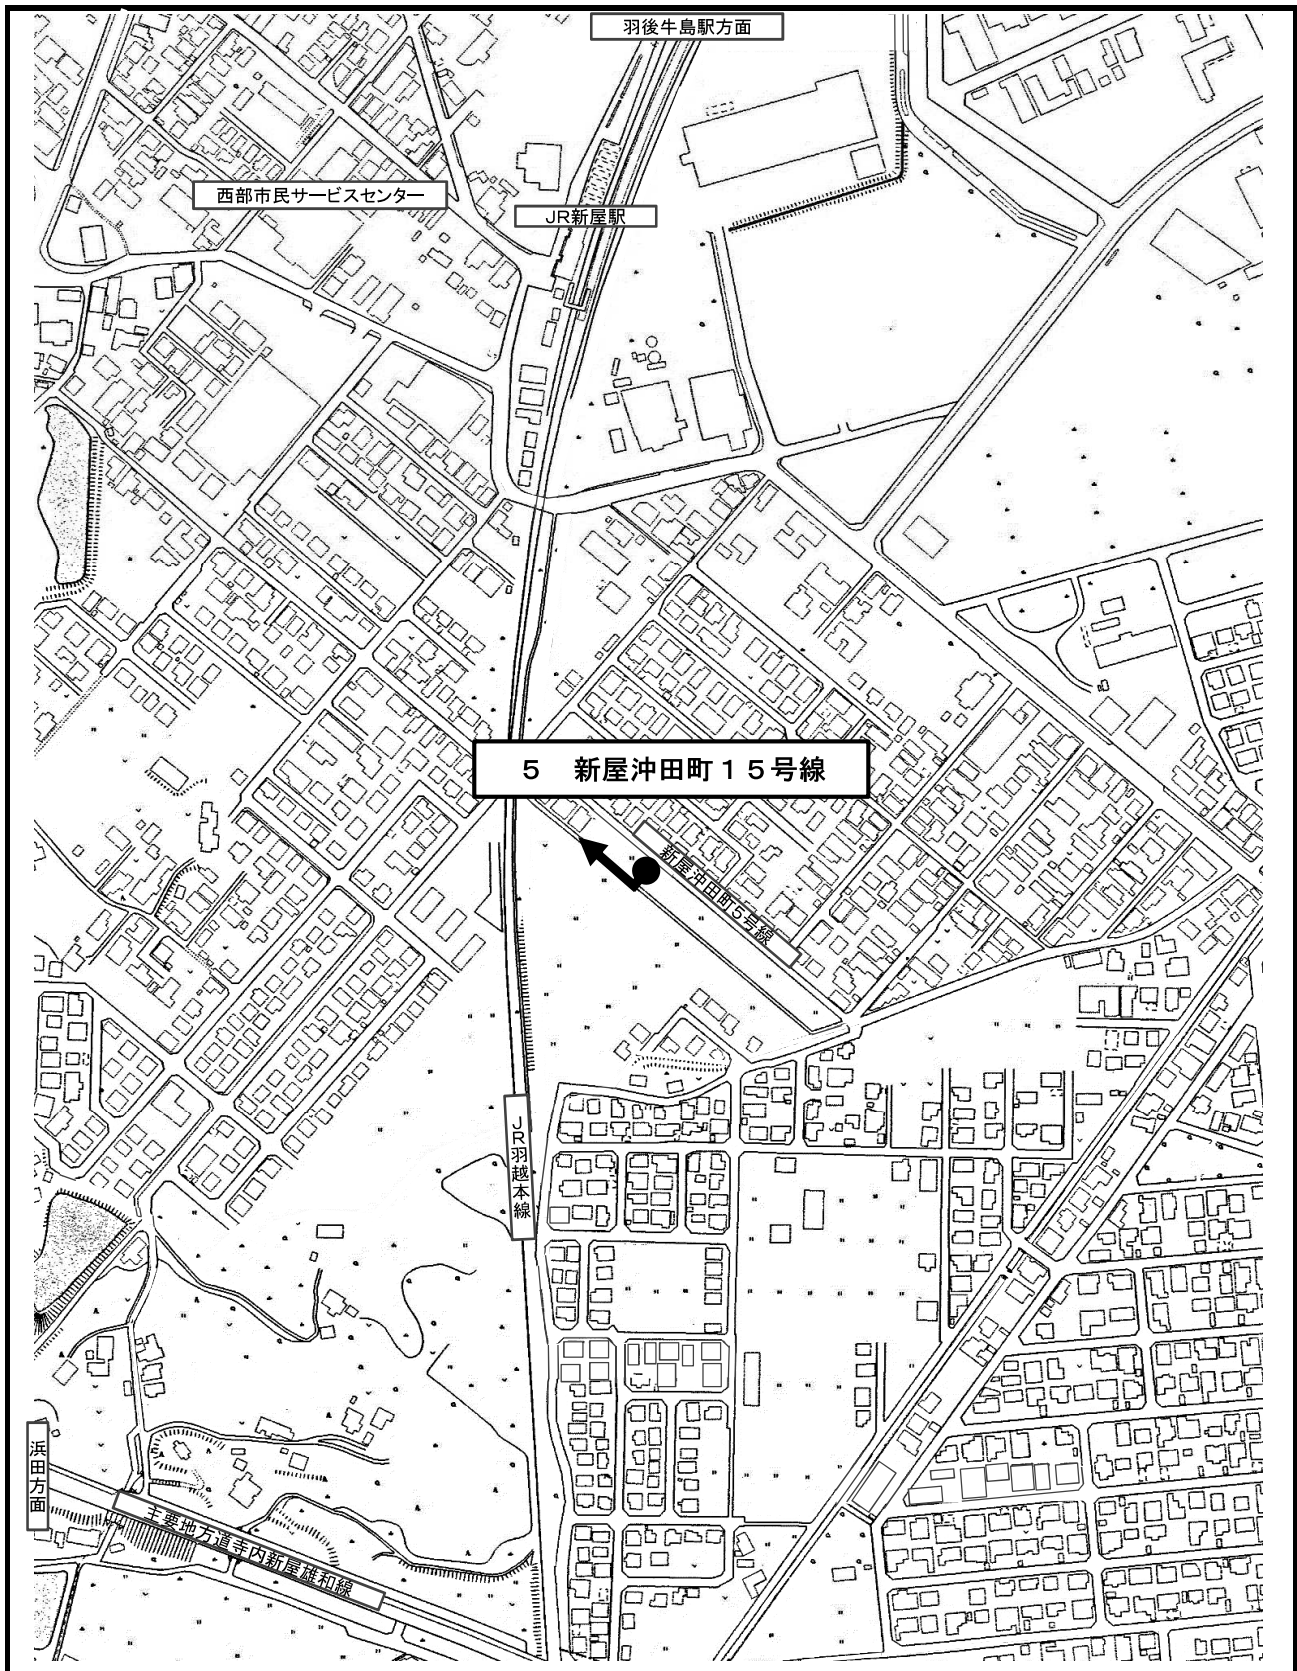 羽後牛島駅方面
西部市民サービスセンター
JR新屋駅
5　新屋沖田町15号線
新屋沖田町5号線
JR羽越本線
浜田方面
主要地方道寺内新屋雄和線